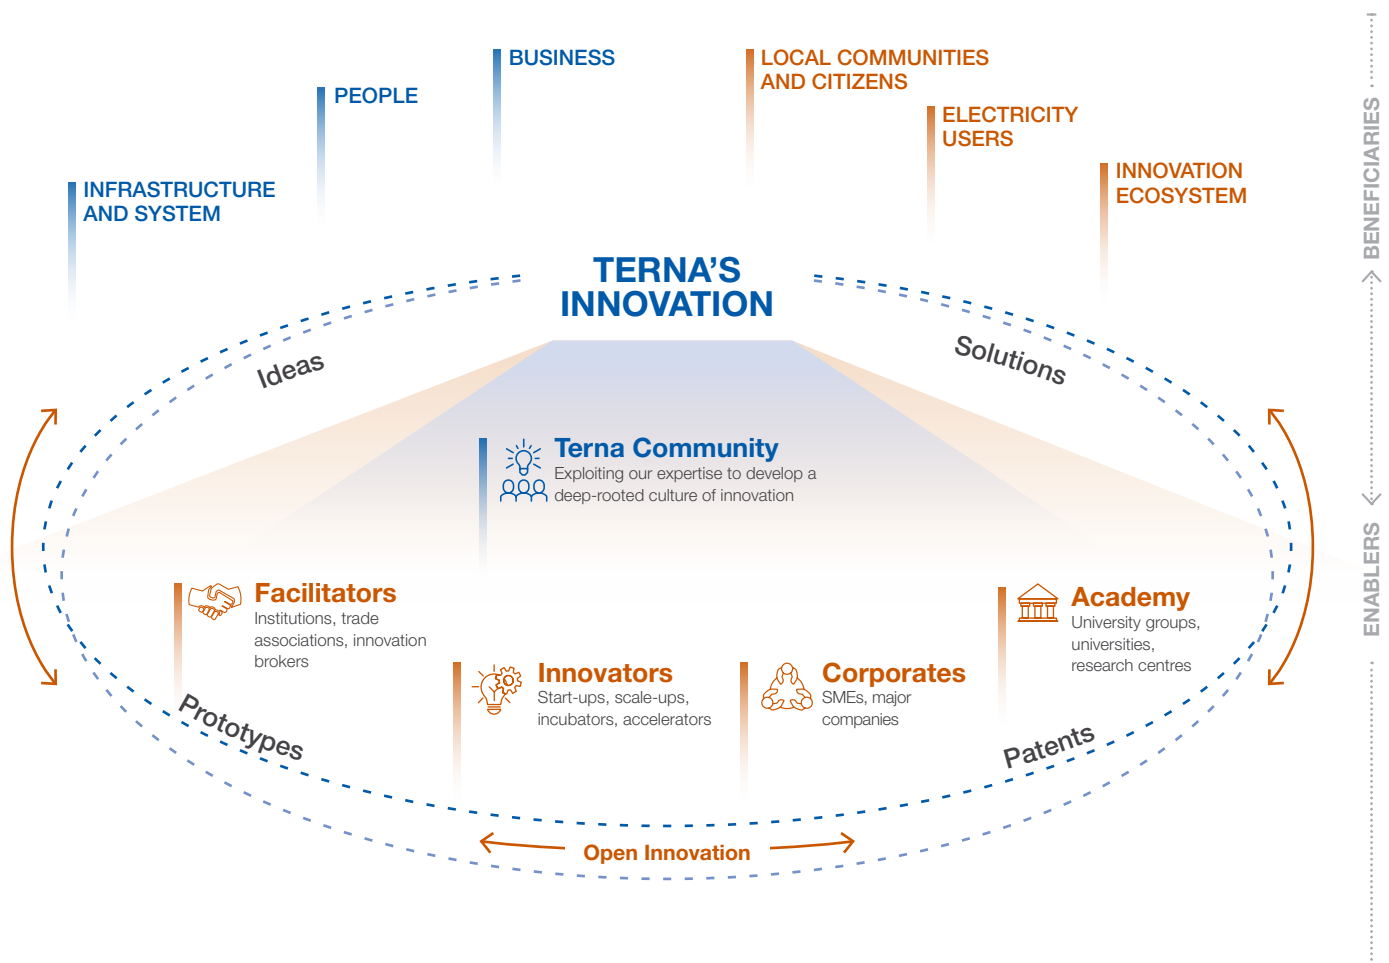 BUSINESS
LOCAL COMMUNITIES
AND CITIZENS
PEOPLE
ELECTRICITY
USERS
INFRASTRUCTURE
AND SYSTEM
INNOVATION
ECOSYSTEM
BENEFICIARIES
TERNA'S
INNOVATION
Ideas
Solutions
Terna Community
Exploiting our expertise to develop a
deep-rooted culture of innovation
ENABLERS
Facilitators
Institutions, trade
associations, innovation
brokers
Innovators
Start-ups, scale-ups,
incubators, accelerators
Corporates
SMEs, major
companies
Academy
University groups,
universities,
research centres
Prototypes
Patents
Open Innovation